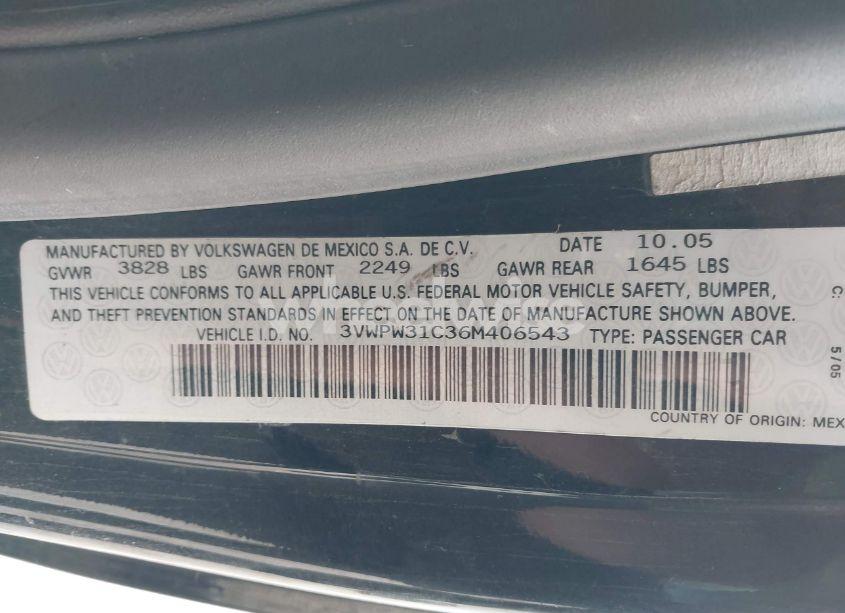 MANUFACTURED BY VOLKSWAGEN DE MEXICO S.A. DE C.V. DATE 10.05
GVWR 3828 LBS GAWR FRONT 2249 LBS GAWR REAR 1645 LBS
THIS VEHICLE CONFORMS TO ALL APPLICABLE U.S. FEDERAL MOTOR VEHICLE SAFETY, BUMPER,
AND THEFT PREVENTION STANDARDS IN EFFECT ON THE DATE OF MANUFACTURE SHOWN ABOVE.
VEHICLE I.D. NO. 3VWPW31C36M406543 TYPE: PASSENGER CAR
COUNTRY OF ORIGIN: MEX
5/05